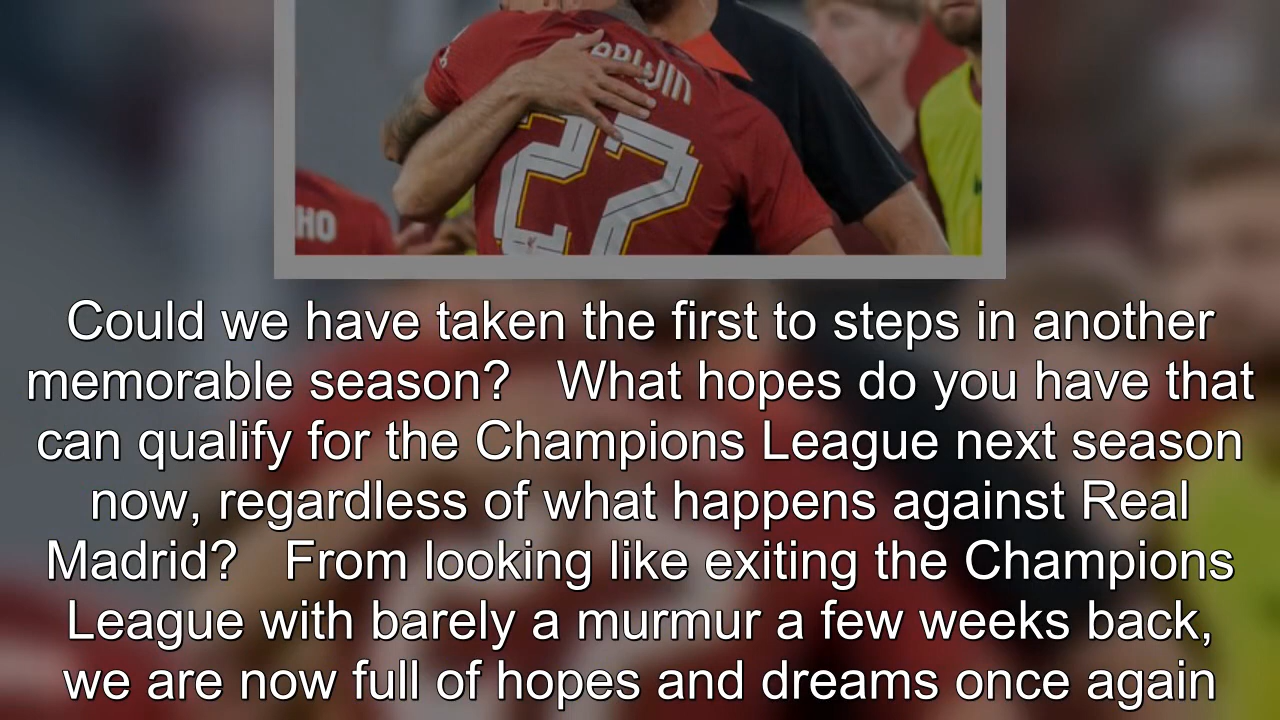 DARWIN
27
HO
Could we have taken the first to steps in another
memorable season?   What hopes do you have that
can qualify for the Champions League next season
now, regardless of what happens against Real
Madrid?   From looking like exiting the Champions
League with barely a murmur a few weeks back,
we are now full of hopes and dreams once again